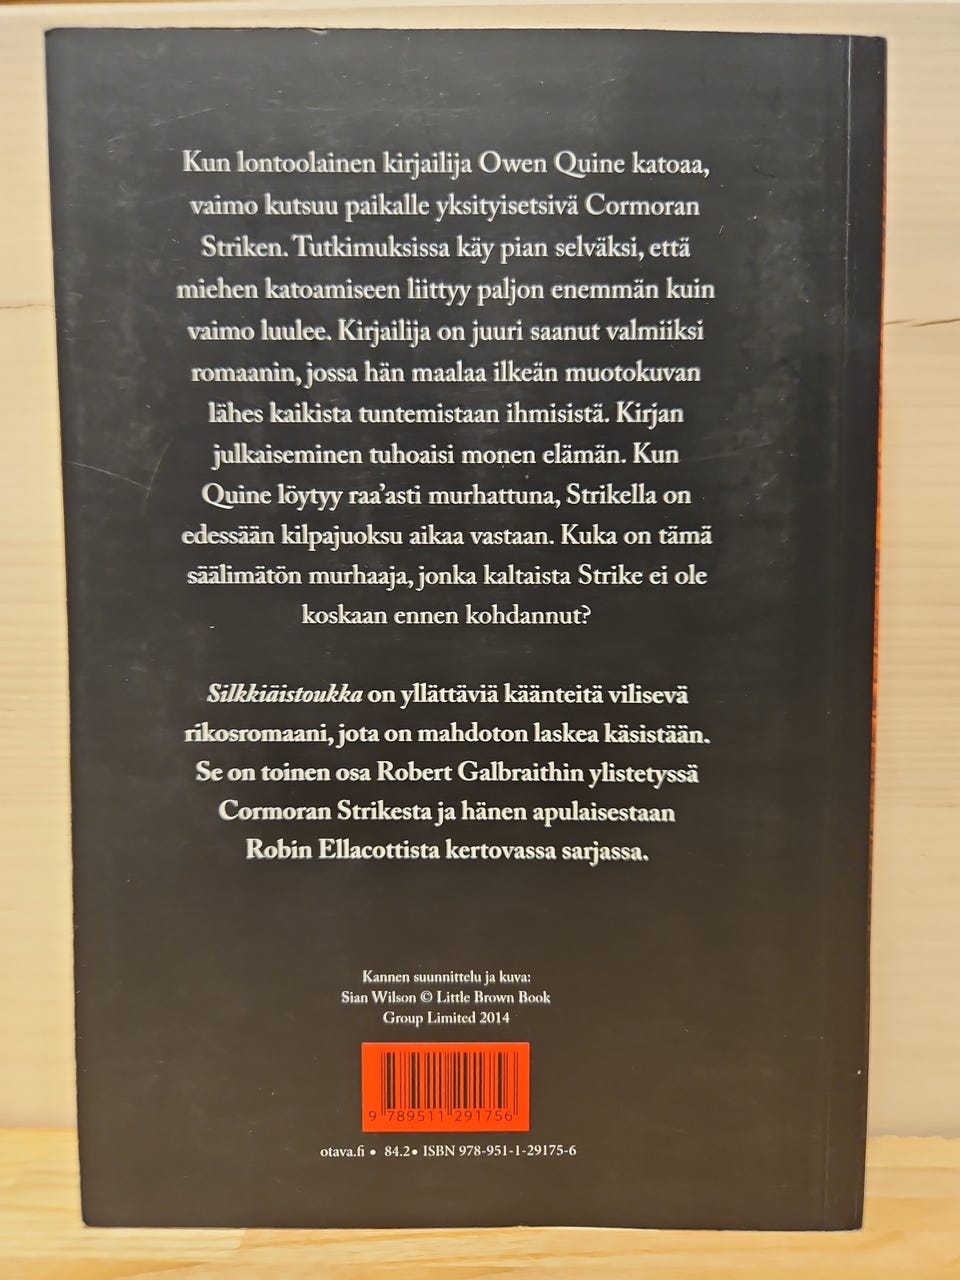 Kun lontoolainen kirjailija Owen Quine katoaa,
vaimo kutsuu paikalle yksityisetsivä Cormoran
Striken. Tutkimuksissa käy pian selväksi, että
miehen katoamiseen liittyy paljon enemmän kuin
vaimo luulee. Kirjailija on juuri saanut valmiiksi
romaanin, jossa hän maalaa ilkeän muotokuvan
lähes kaikista tuntemistaan ihmisistä. Kirjan
julkaiseminen tuhoaisi monen elämän. Kun
Quine löytyy raa'asti murhattuna, Strikella on
edessään kilpajuoksu aikaa vastaan. Kuka on tämä
säälimätön murhaaja, jonka kaltaista Strike ei ole
koskaan ennen kohdannut?
Silkkiäistoukka on yllättäviä käänteitä vilisevä
rikosromaani, jota on mahdoton laskea käsistään.
Se on toinen osa Robert Galbraithin ylistetyssä
Cormoran Strikesta ja hänen apulaisestaan
Robin Ellacottista kertovassa sarjassa.
Kannen suunnittelu ja kuva:
Sian Wilson © Little Brown Book
Group Limited 2014
9 789511 291756
otava.fi • 84.2 • ISBN 978-951-1-29175-6